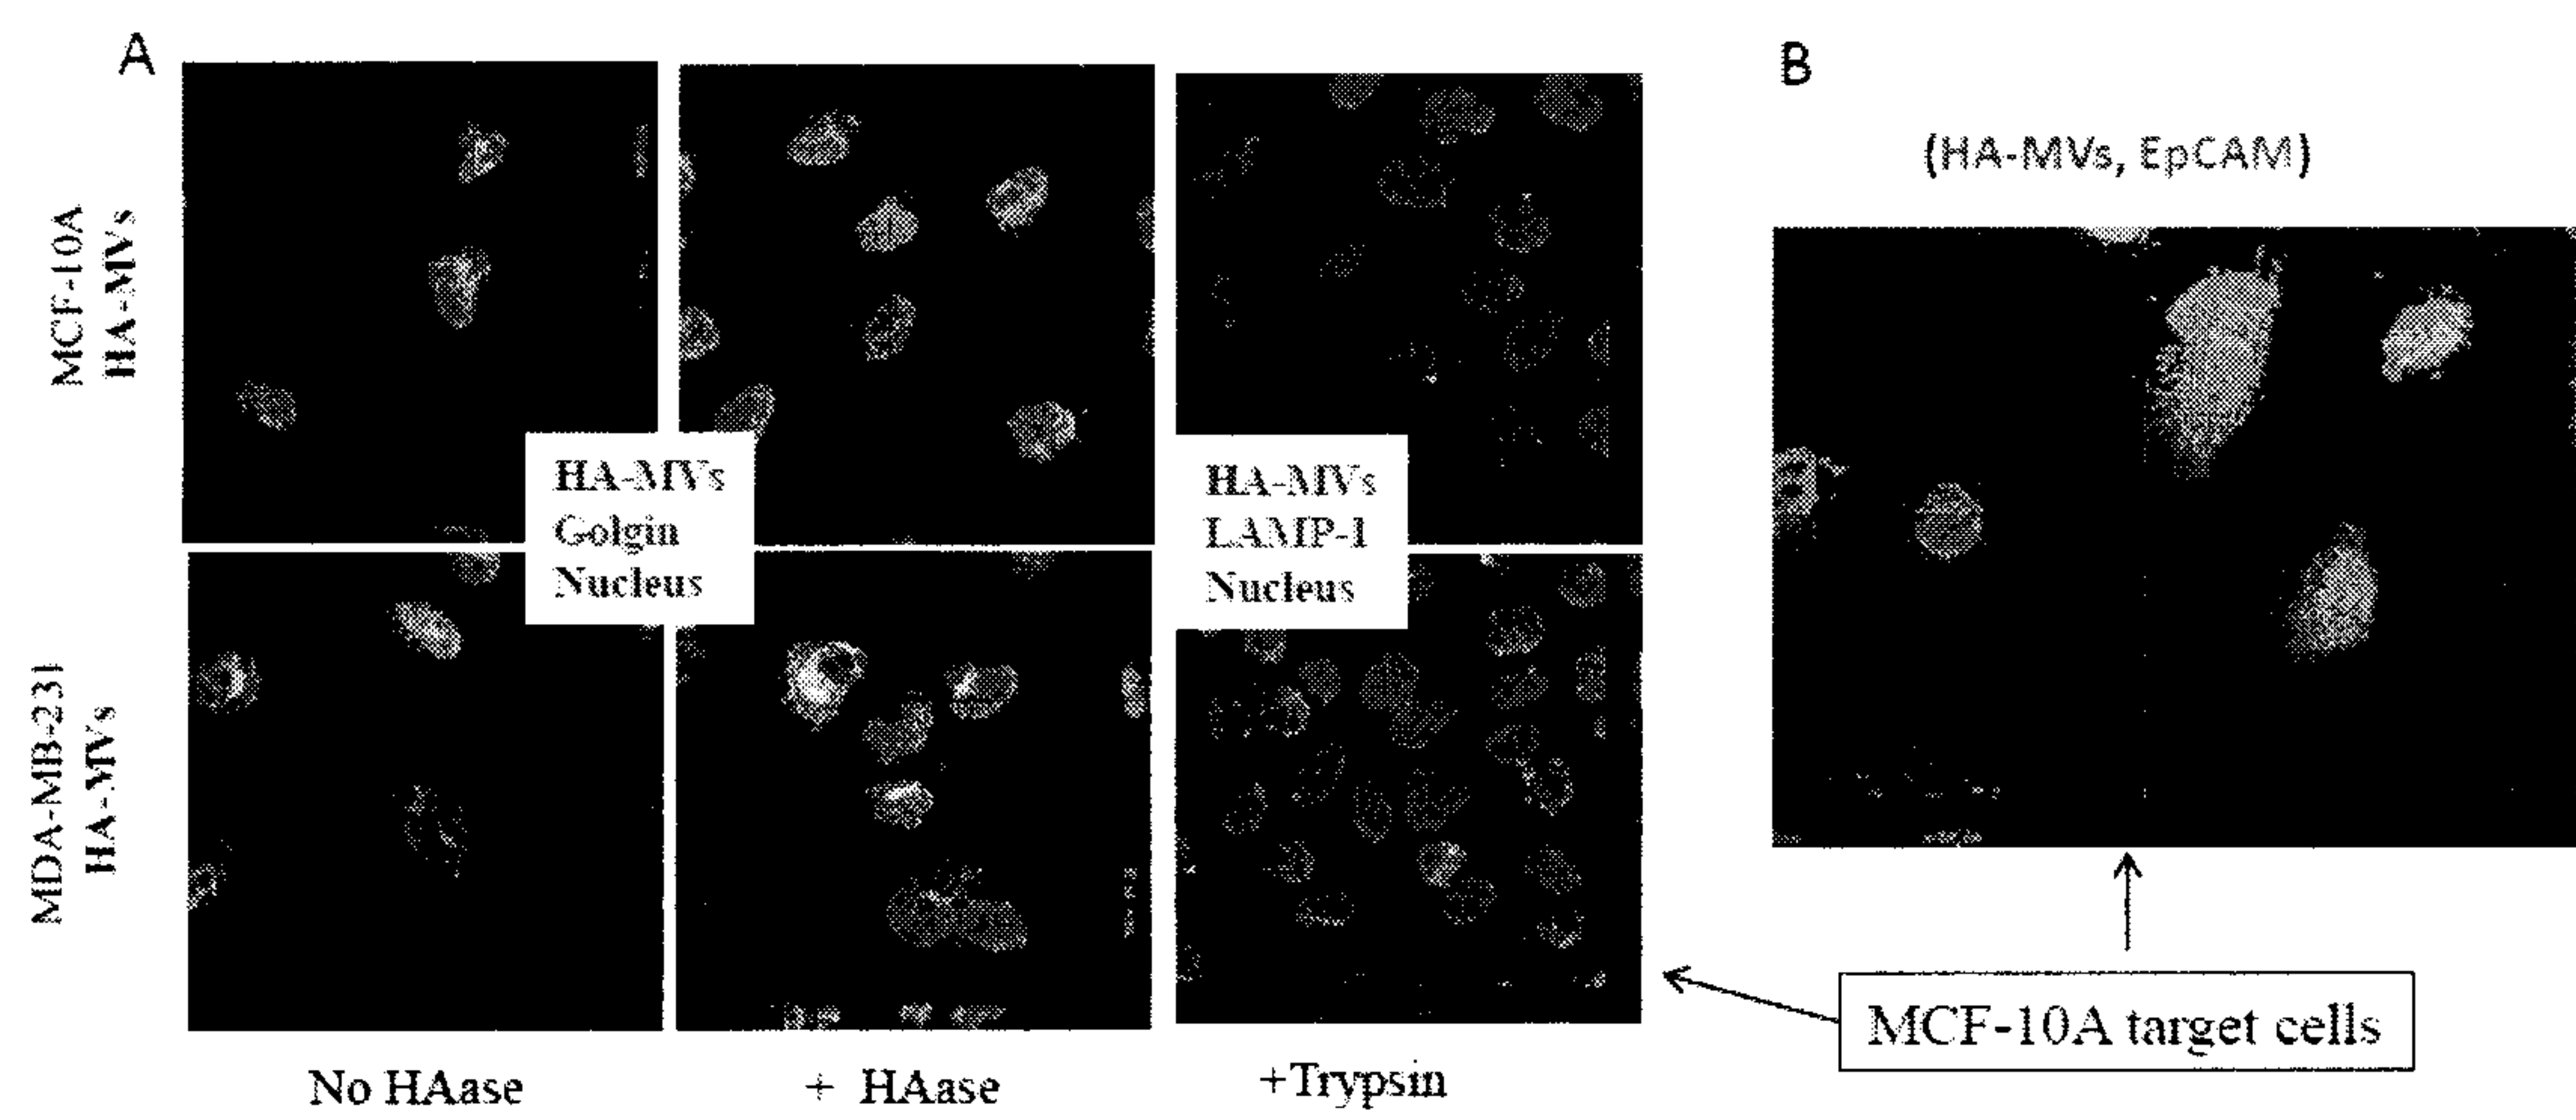 A
B
(HA-MVs, EpCAM)
MCF-10A
HA-MVs
HA-MVs
Golgin
Nucleus
HA-MVs
LAMP-1
Nucleus
MDA-MB-231
HA-MVs
MCF-10A target cells
No HAase
+ HAase
+Trypsin